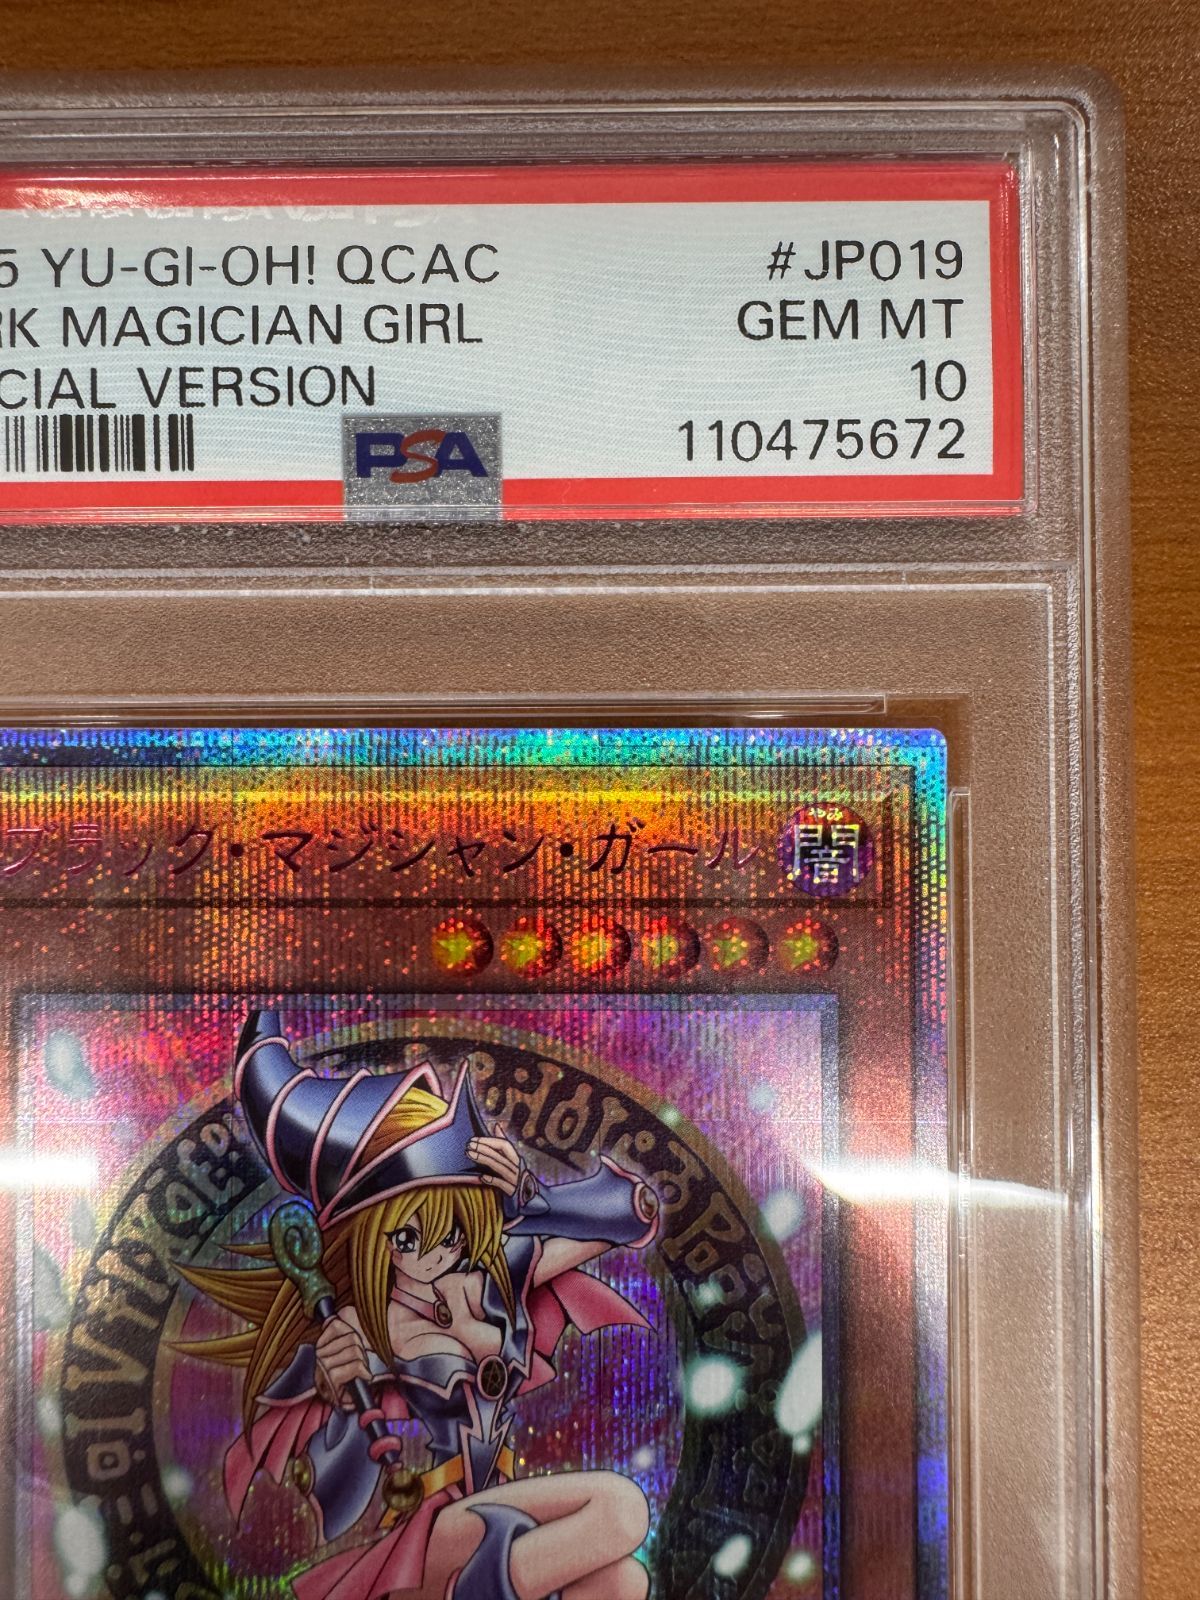 5 YU-GI-OH! QCAC #JP019
RK MAGICIAN GIRL GEM MT
CIAL VERSION 10
PSA 110475672
ブラック・マジシャン・ガール 闇